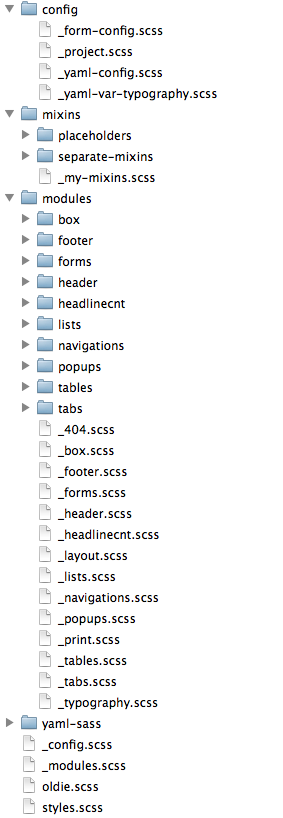 config
_form-config.scss
_project.scss
_yaml-config.scss
_yaml-var-typography.scss
mixins
placeholders
separate-mixins
_my-mixins.scss
modules
box
footer
forms
header
headlinecnt
lists
navigations
popups
tables
tabs
_404.scss
_box.scss
_footer.scss
_forms.scss
_header.scss
_headlinecnt.scss
_layout.scss
_lists.scss
_navigations.scss
_popups.scss
_print.scss
_tables.scss
_tabs.scss
_typography.scss
yaml-sass
_config.scss
_modules.scss
oldie.scss
styles.scss